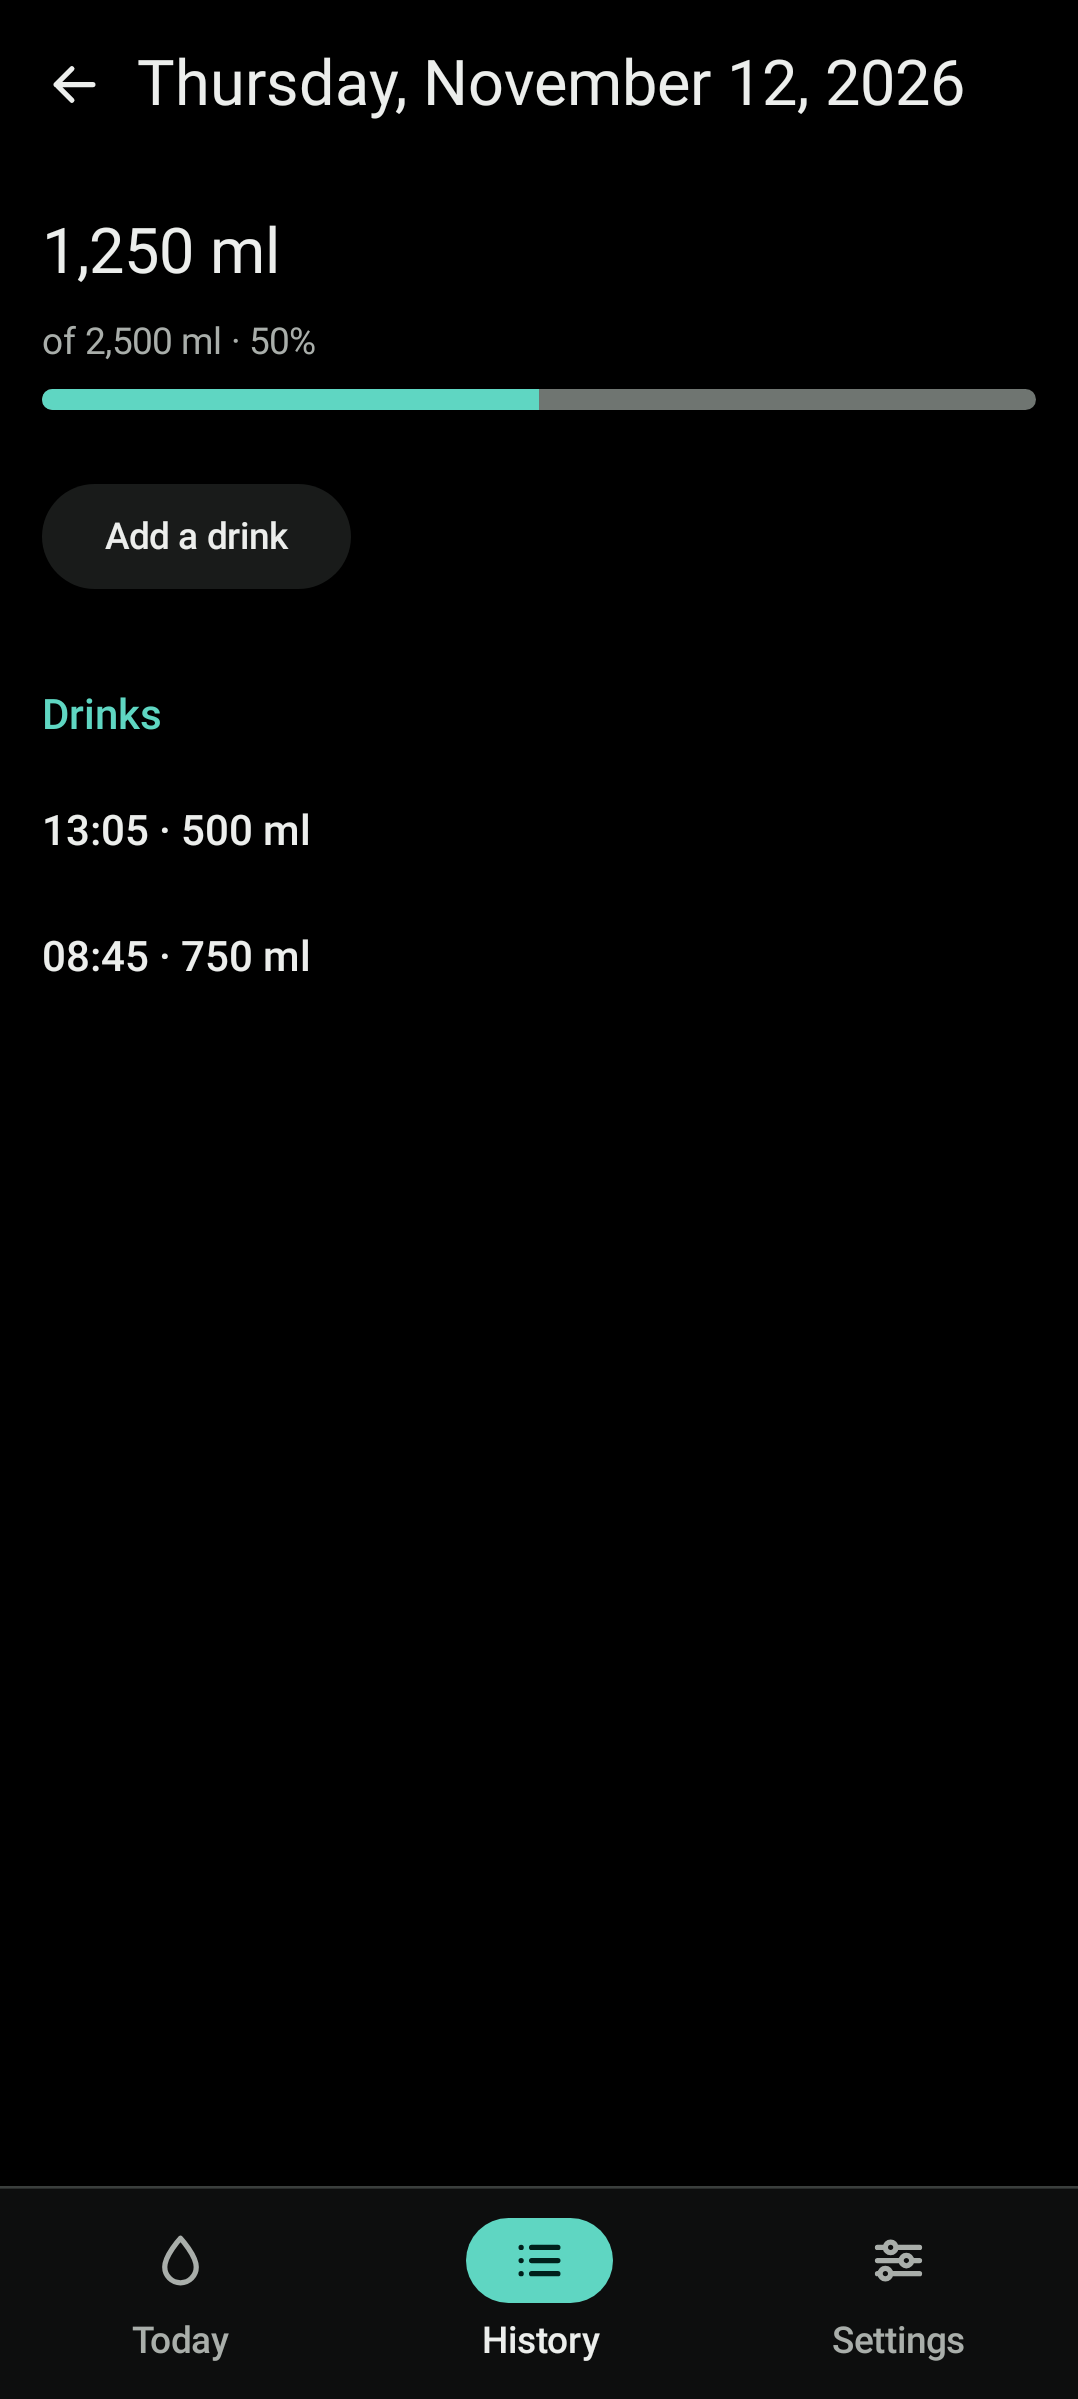 Thursday, November 12, 2026
1,250 ml
of 2,500 ml · 50%
Add a drink
Drinks
13:05 · 500 ml
08:45 · 750 ml
Today
History
Settings